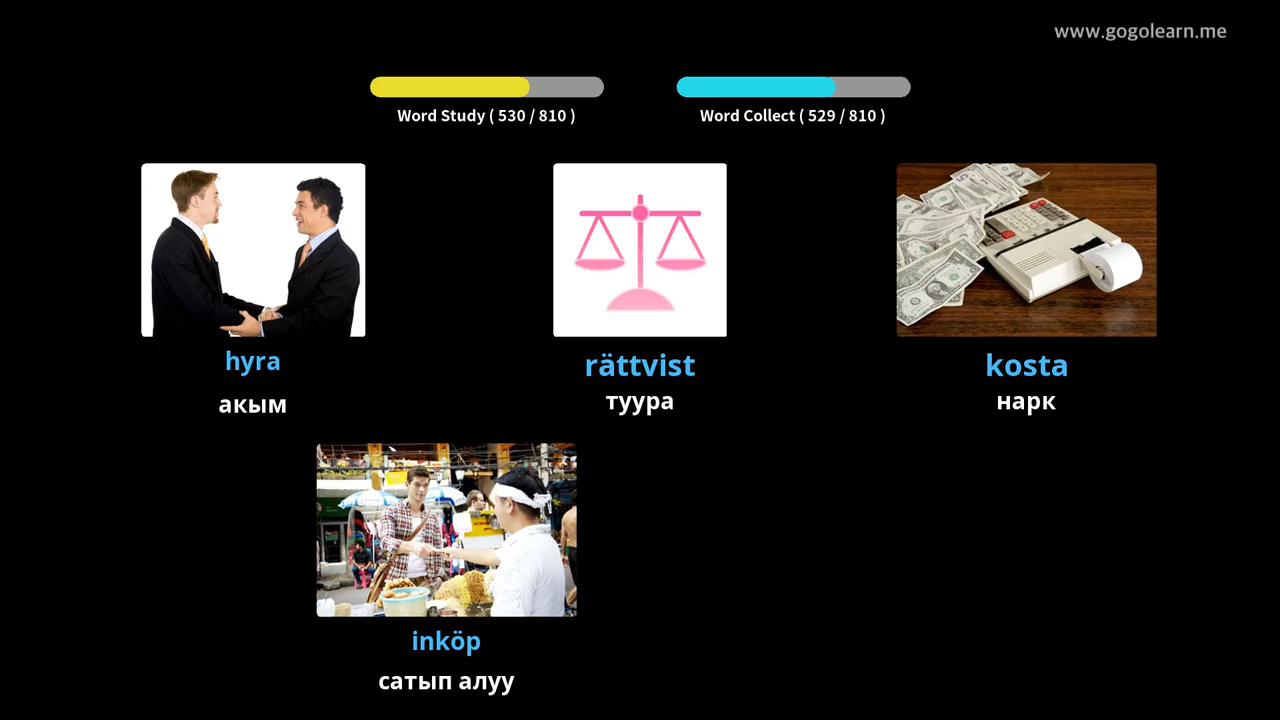 www.gogolearn.me
Word Study ( 530 / 810 )
Word Collect ( 529 / 810 )
hyra
акым
rättvist
туура
kosta
нарк
inköp
сатып алуу